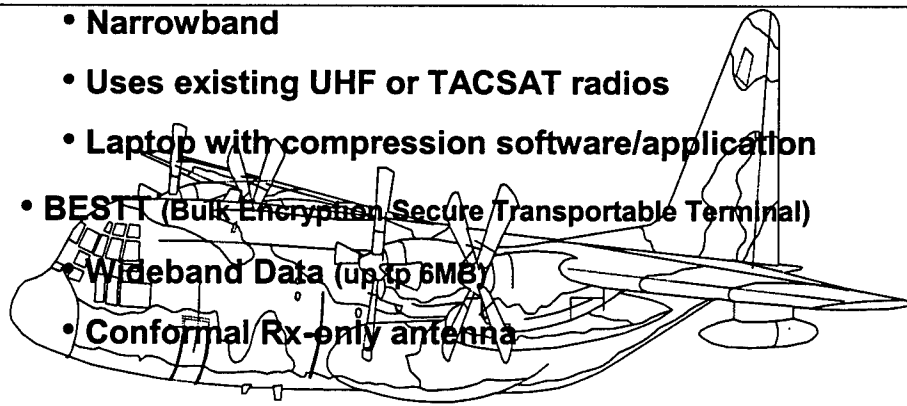 • Narrowband
• Uses existing UHF or TACSAT radios
• Laptop with compression software/application
• BESTT (Bulk Encryption Secure Transportable Terminal)
• Wideband Data (up tp 6MB)
• Conformal Rx-only antenna